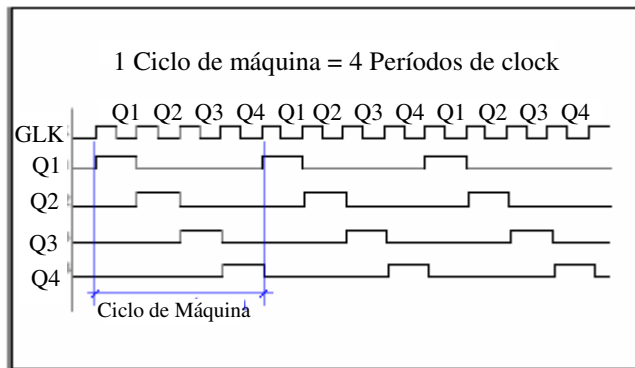 1 Ciclo de máquina = 4 Períodos de clock
Q1 Q2 Q3 Q4 Q1 Q2 Q3 Q4 Q1 Q2 Q3 Q4
GLK
Q1
Q2
Q3
Q4
Ciclo de Máquina